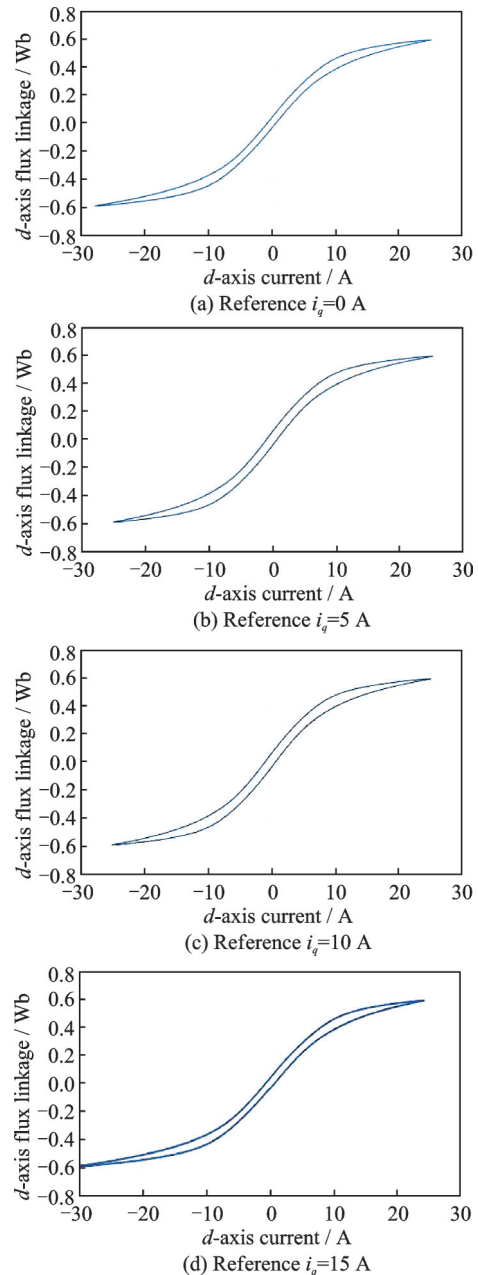 d-axis flux linkage / Wb
0.8
0.6
0.4
0.2
0.0
−0.2
−0.4
−0.6
−0.8
−30 −20 −10 0 10 20 30
d-axis current / A
(a) Reference iq=0 A
d-axis flux linkage / Wb
0.8
0.6
0.4
0.2
0.0
−0.2
−0.4
−0.6
−0.8
−30 −20 −10 0 10 20 30
d-axis current / A
(b) Reference iq=5 A
d-axis flux linkage / Wb
0.8
0.6
0.4
0.2
0.0
−0.2
−0.4
−0.6
−0.8
−30 −20 −10 0 10 20 30
d-axis current / A
(c) Reference iq=10 A
d-axis flux linkage / Wb
0.8
0.6
0.4
0.2
0.0
−0.2
−0.4
−0.6
−0.8
−30 −20 −10 0 10 20 30
d-axis current / A
(d) Reference iq=15 A